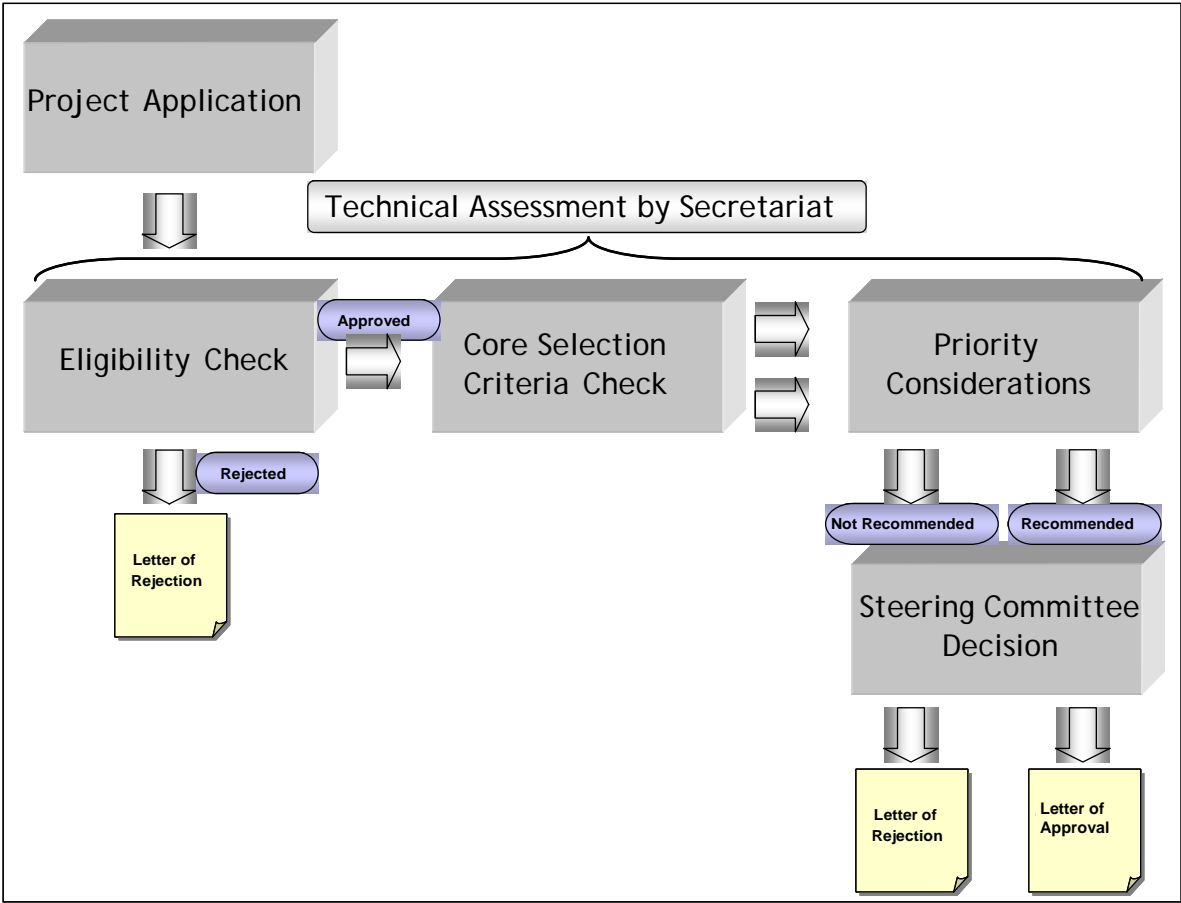 Project Application
Technical Assessment by Secretariat
Eligibility Check
Approved
Core Selection
Criteria Check
Priority
Considerations
Rejected
Letter of
Rejection
Not Recommended
Recommended
Steering Committee
Decision
Letter of
Rejection
Letter of
Approval